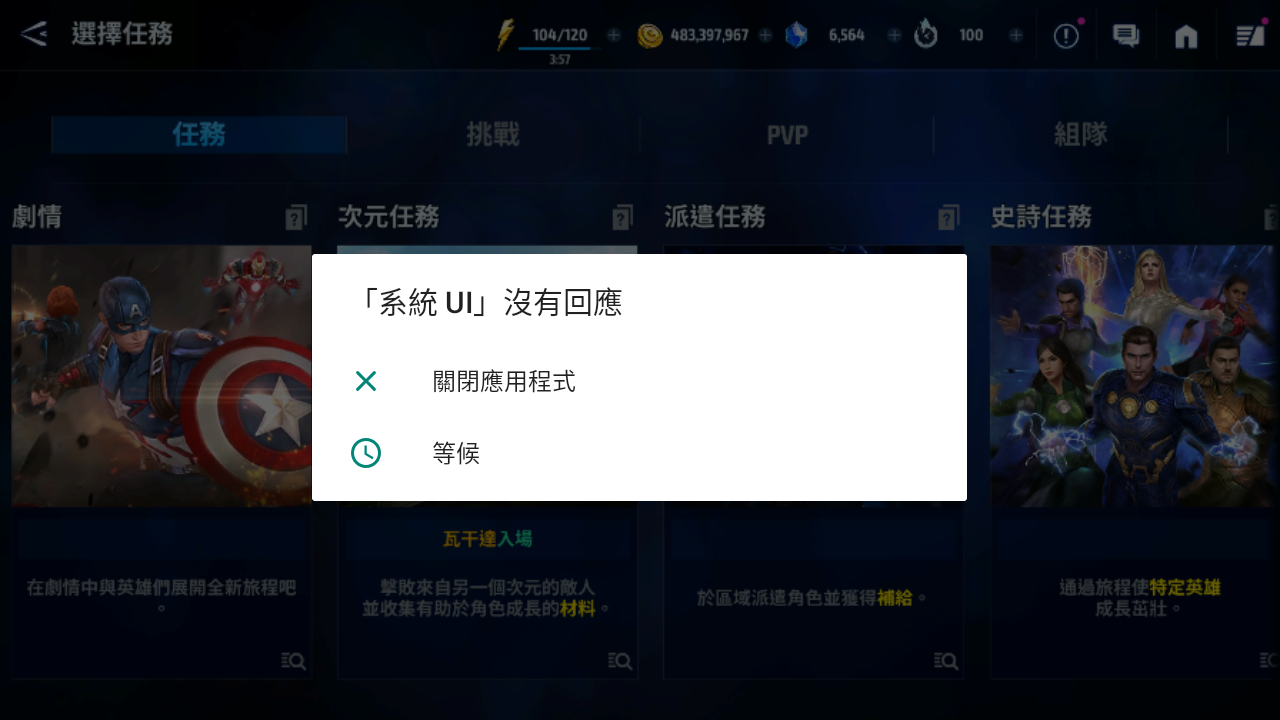 選擇任務
104/120
3:57
483,397,967
6,564
100
任務
挑戰
PVP
組隊
劇情
次元任務
派遣任務
史詩任務
「系統 UI」沒有回應
關閉應用程式
等候
在劇情中與英雄們展開全新旅程吧
。
瓦干達入場
擊敗來自另一個次元的敵人
並收集有助於角色成長的材料。
於區域派遣角色並獲得補給。
通過旅程使特定英雄
成長茁壯。